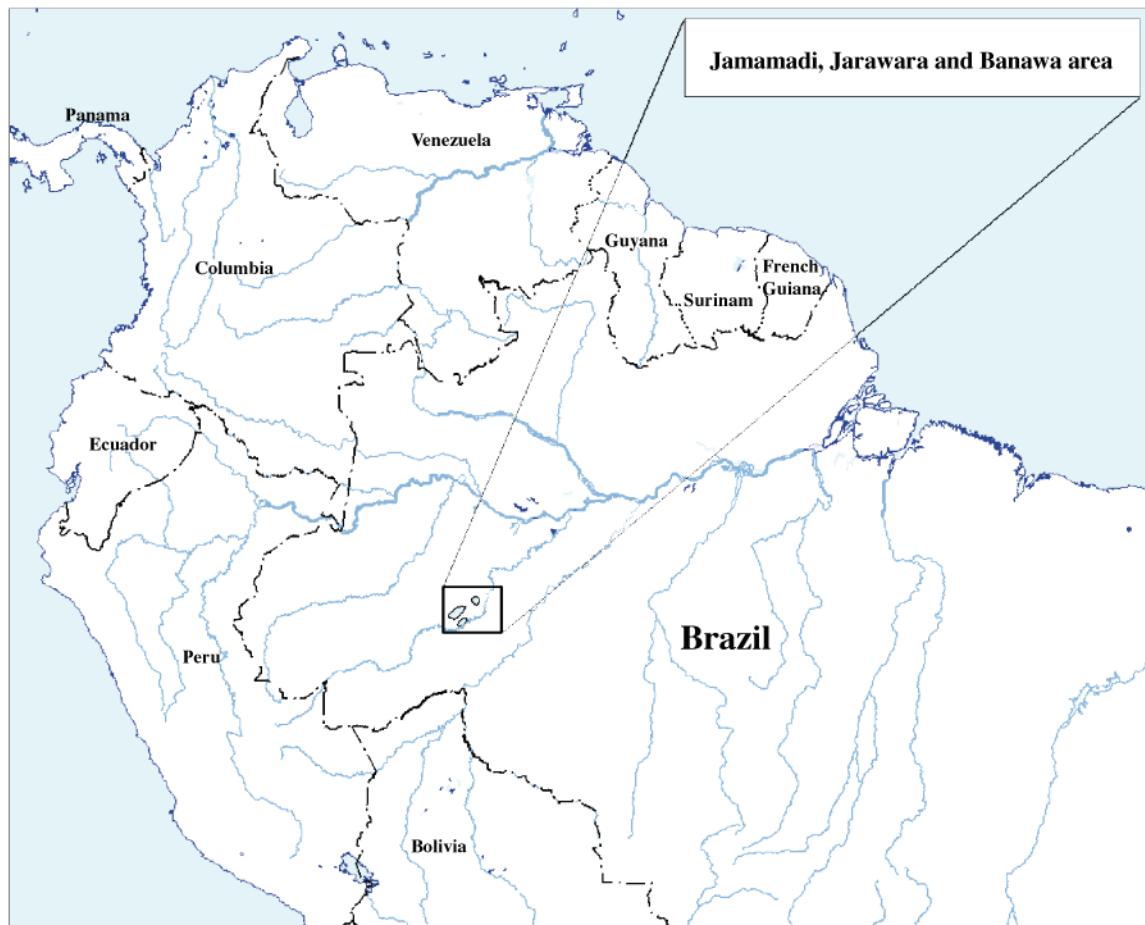 Jamamadi, Jarawara and Banawa area
Panama
Venezuela
Guyana
Columbia
French
Guiana
Surinam
Ecuador
Brazil
Peru
Bolivia